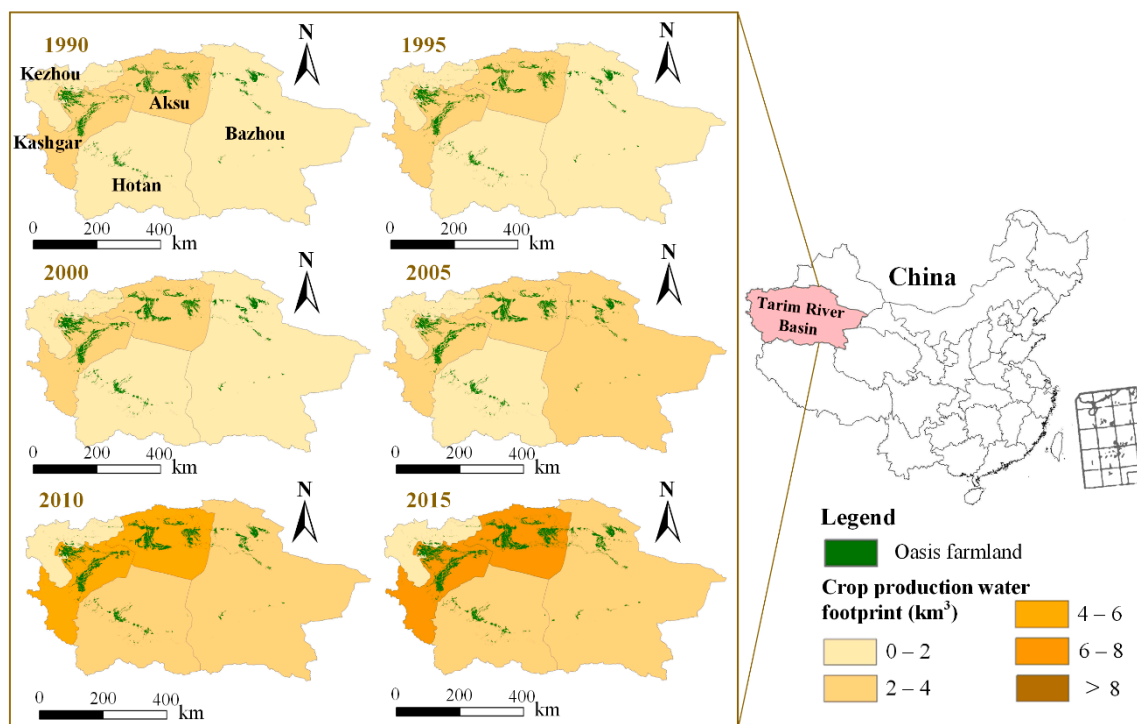 1990
N
Kezhou
Aksu
Kashgar
Bazhou
Hotan
0 200 400
km
1995
N
0 200 400
km
2000
N
0 200 400
km
2005
N
0 200 400
km
2010
N
0 200 400
km
2015
N
0 200 400
km
China
Tarim River
Basin
Legend
Oasis farmland
Crop production water
footprint (km³)
0 – 2
2 – 4
4 – 6
6 – 8
> 8